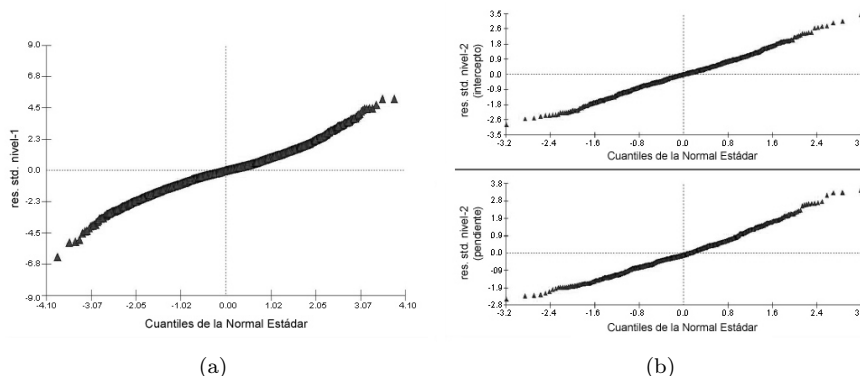 9.0
6.8
4.5
2.3
0.0
-2.3
-4.5
-6.8
-9.0
-4.10 -3.07 -2.05 -1.02 0.00 1.02 2.05 3.07 4.10
res. std. nivel-1
Cuantiles de la Normal Estádar
(a)
3.5
2.6
1.8
0.9
0.0
-0.9
-1.8
-2.6
-3.5
-3.2 -2.4 -1.6 -0.8 0.0 0.8 1.6 2.4 3.2
res. std. nivel-2
(intercepto)
Cuantiles de la Normal Estádar
3.8
2.8
1.9
0.9
0.0
-09
-1.9
-2.8
-3.2 -2.4 -1.6 -0.8 0.0 0.8 1.6 2.4
res. std. nivel-2
(pendiente)
Cuantiles de la Normal Estádar
(b)